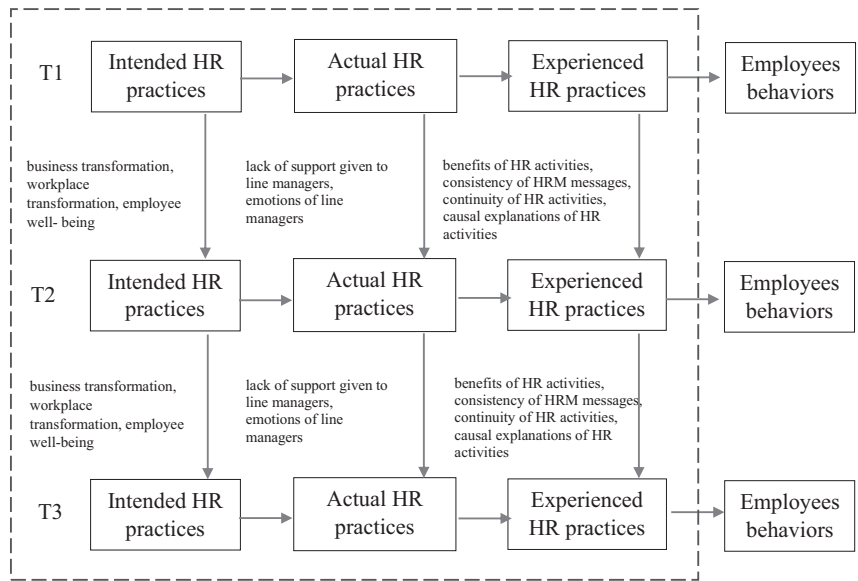 T1
Intended HR
practices
Actual HR
practices
Experienced
HR practices
Employees
behaviors
business transformation,
workplace
transformation, employee
well- being
lack of support given to
line managers,
emotions of line
managers
benefits of HR activities,
consistency of HRM messages,
continuity of HR activities,
causal explanations of HR
activities
T2
Intended HR
practices
Actual HR
practices
Experienced
HR practices
Employees
behaviors
business transformation,
workplace
transformation, employee
well-being
lack of support given to
line managers,
emotions of line
managers
benefits of HR activities,
consistency of HRM messages,
continuity of HR activities,
causal explanations of HR
activities
T3
Intended HR
practices
Actual HR
practices
Experienced
HR practices
Employees
behaviors